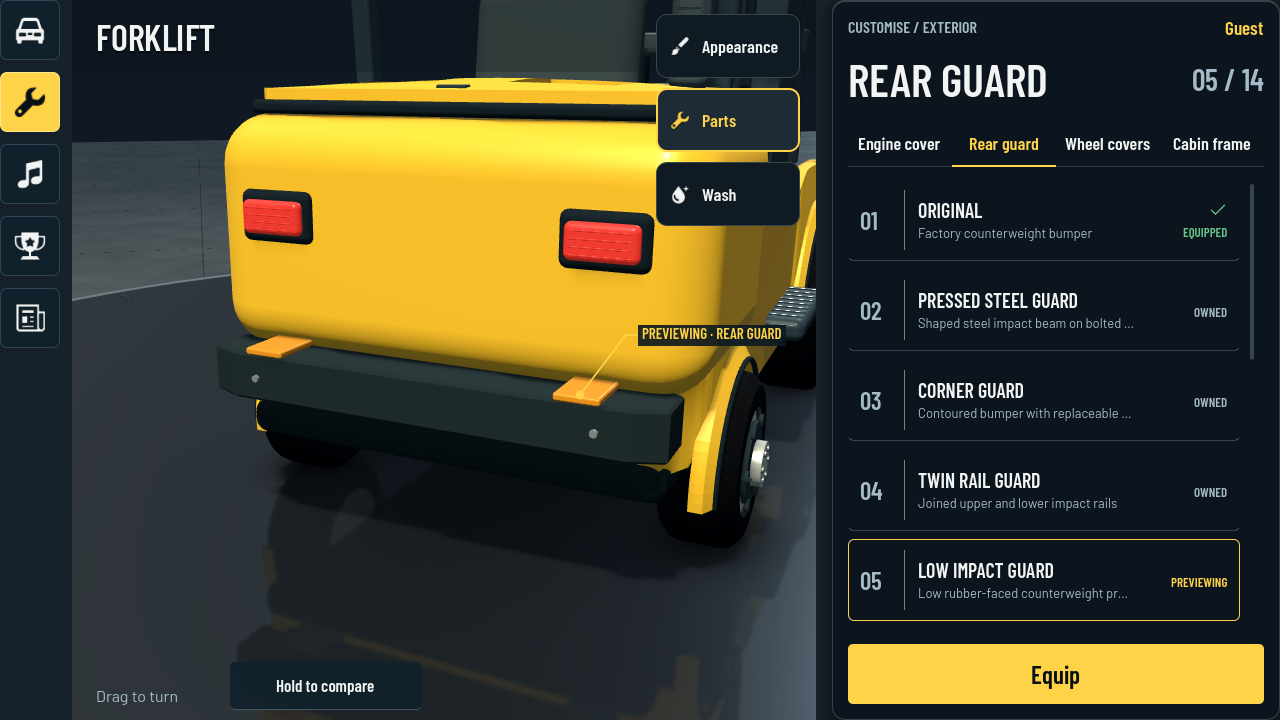 FORKLIFT
Appearance
Parts
Wash
PREVIEWING · REAR GUARD
Drag to turn
Hold to compare
CUSTOMISE / EXTERIOR
Guest
REAR GUARD
05 / 14
Engine cover
Rear guard
Wheel covers
Cabin frame
01
ORIGINAL
Factory counterweight bumper
EQUIPPED
02
PRESSED STEEL GUARD
Shaped steel impact beam on bolted ...
OWNED
03
CORNER GUARD
Contoured bumper with replaceable ...
OWNED
04
TWIN RAIL GUARD
Joined upper and lower impact rails
OWNED
05
LOW IMPACT GUARD
Low rubber-faced counterweight pr...
PREVIEWING
Equip